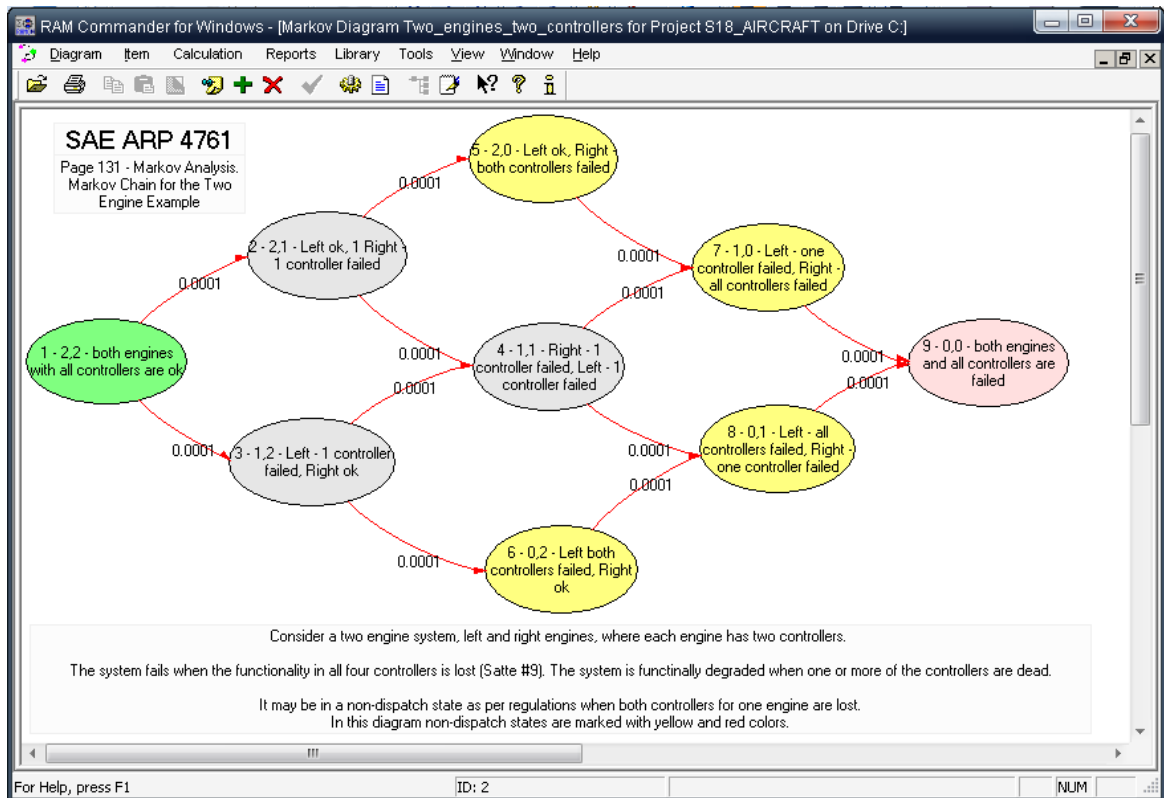 RAM Commander for Windows - [Markov Diagram Two_engines_two_controllers for Project S18_AIRCRAFT on Drive C:]
Diagram Item Calculation Reports Library Tools View Window Help
SAE ARP 4761
Page 131 - Markov Analysis.
Markov Chain for the Two
Engine Example
5 - 2,0 - Left ok, Right -
both controllers failed
0.0001
2 - 2,1 - Left ok, 1 Right -
1 controller failed
7 - 1,0 - Left - one
controller failed, Right -
all controllers failed
0.0001
0.0001
0.0001
1 - 2,2 - both engines
with all controllers are ok
0.0001
4 - 1,1 - Right - 1
controller failed, Left - 1
controller failed
0.0001
9 - 0,0 - both engines
and all controllers are
failed
0.0001
0.0001
0.0001
3 - 1,2 - Left - 1 controller
failed, Right ok
0.0001
8 - 0,1 - Left - all
controllers failed, Right -
one controller failed
0.0001
0.0001
6 - 0,2 - Left both
controllers failed, Right
ok
Consider a two engine system, left and right engines, where each engine has two controllers.
The system fails when the functionality in all four controllers is lost (Satte #9). The system is functinally degraded when one or more of the controllers are dead.
It may be in a non-dispatch state as per regulations when both controllers for one engine are lost.
In this diagram non-dispatch states are marked with yellow and red colors.
For Help, press F1
ID: 2
NUM